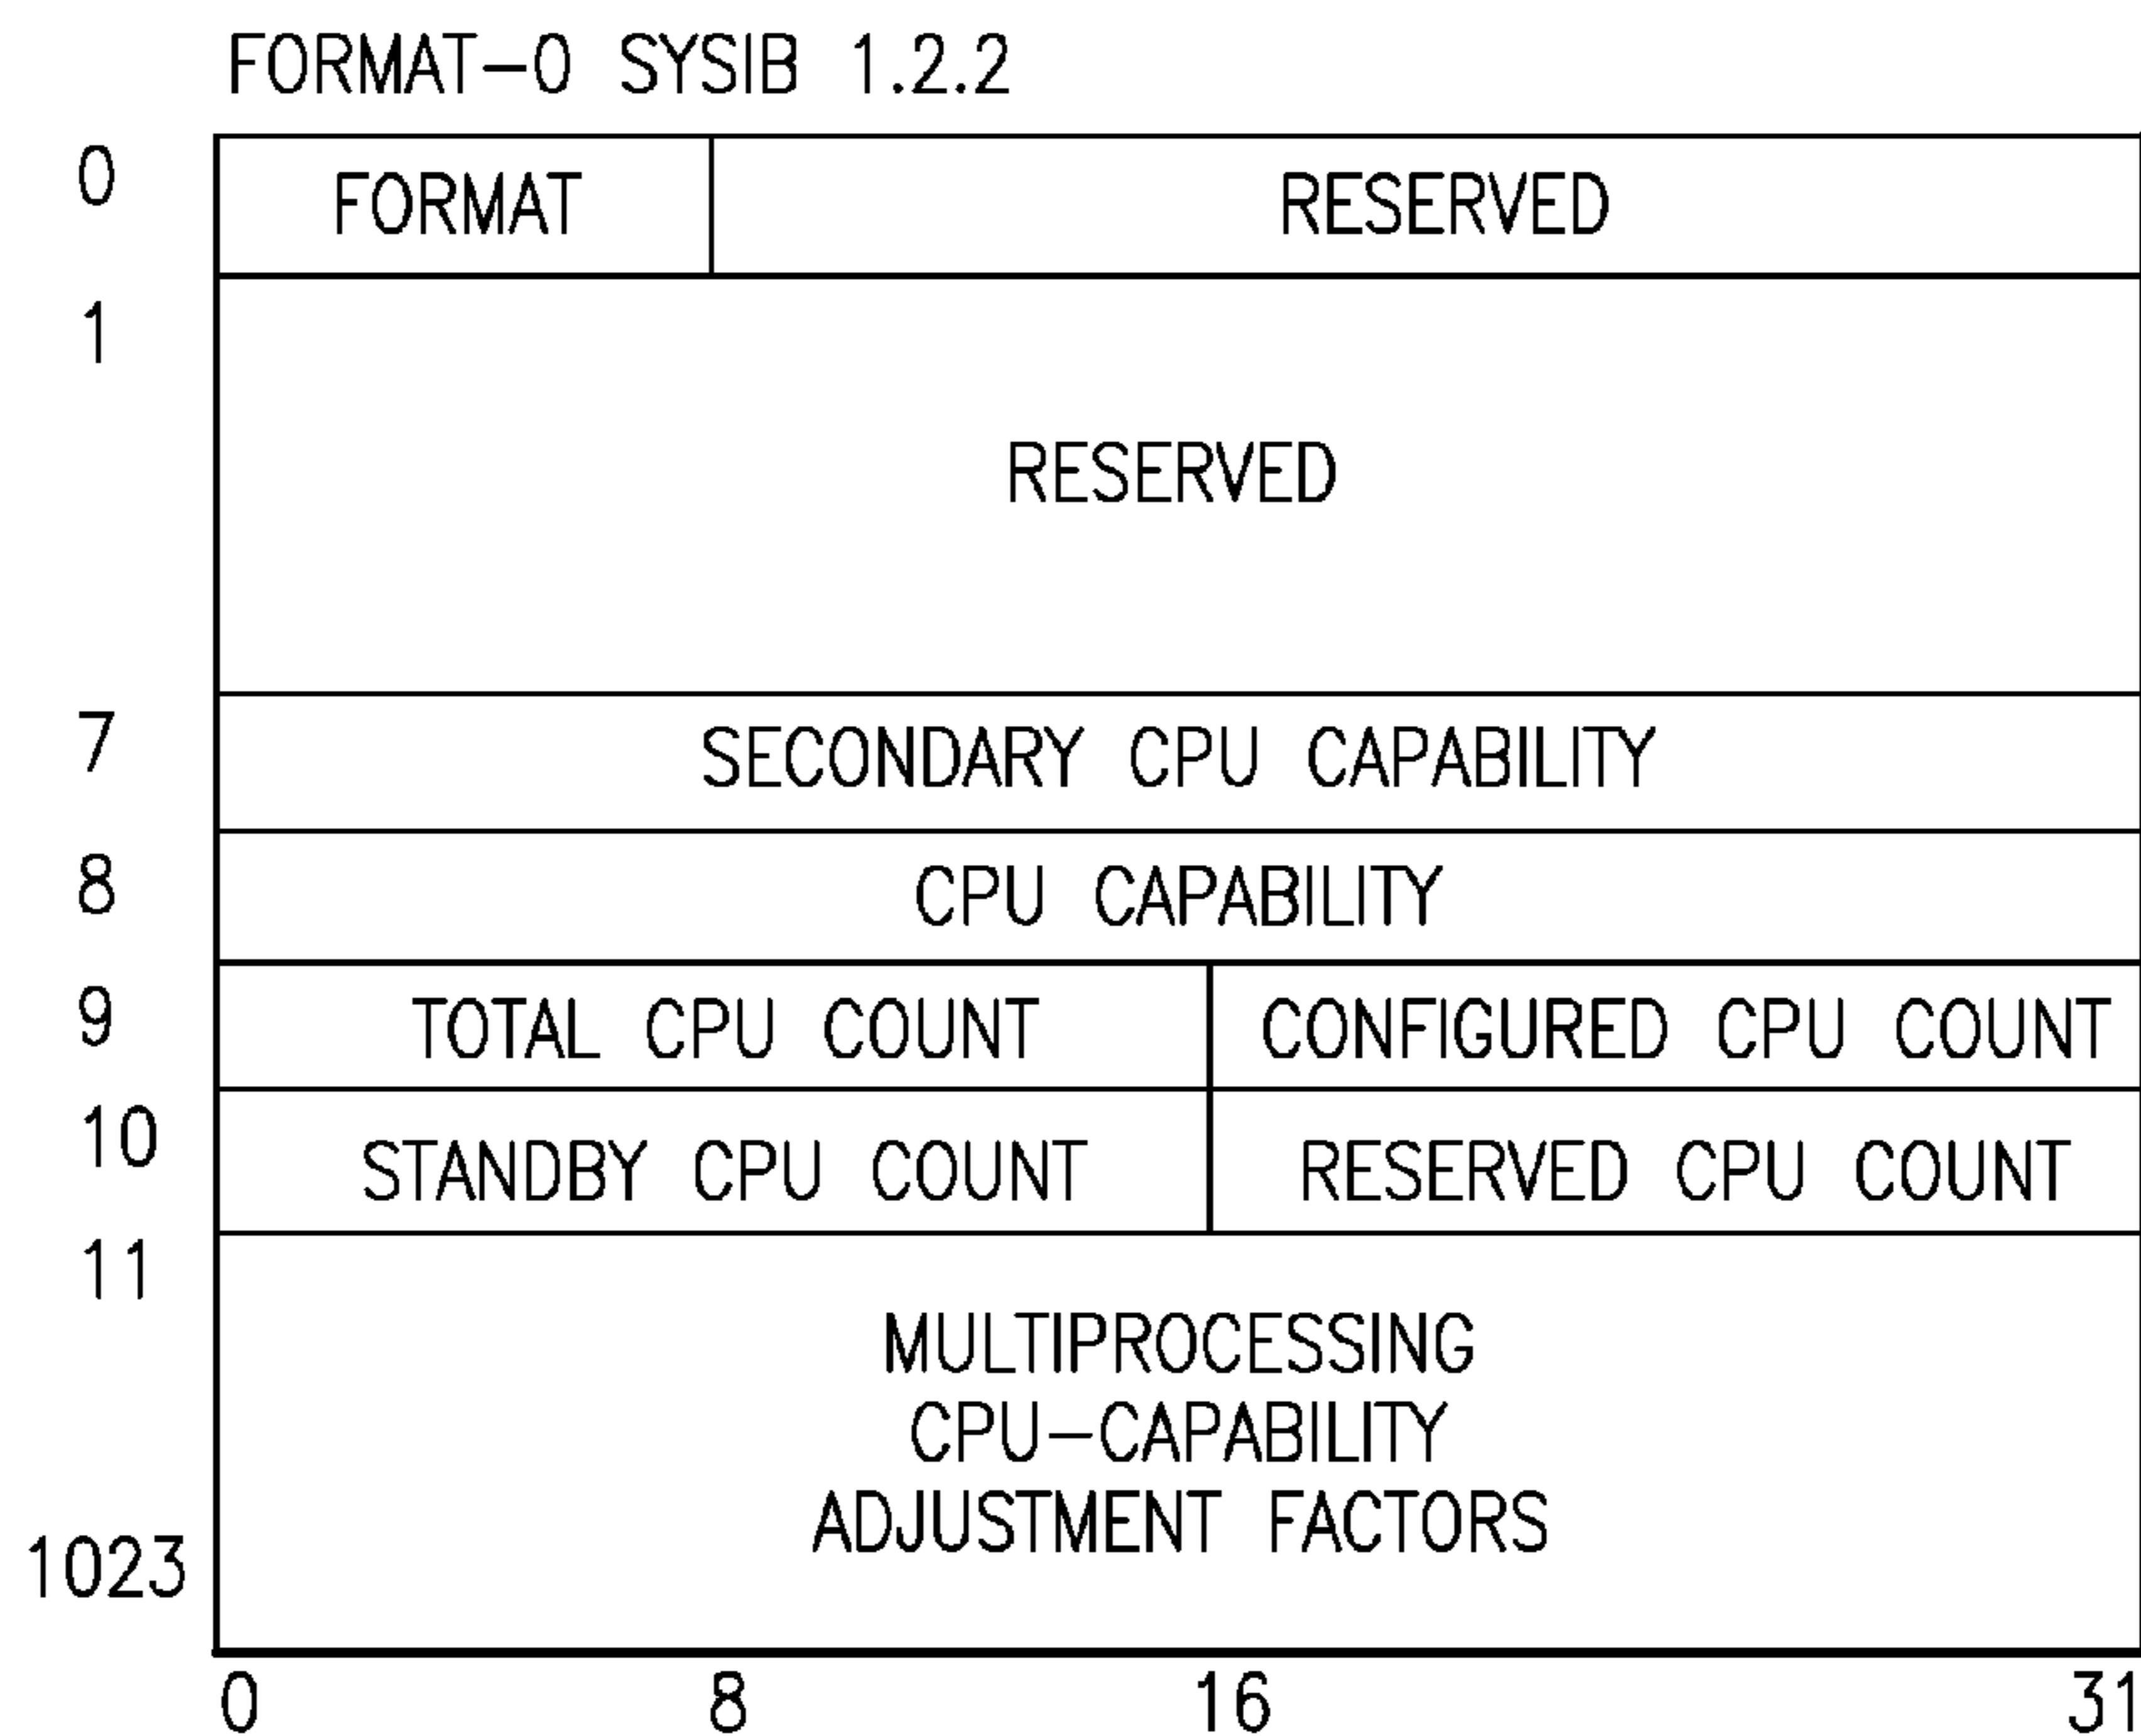 FORMAT-0 SYSIB 1.2.2
0 FORMAT RESERVED
1
RESERVED
7 SECONDARY CPU CAPABILITY
8 CPU CAPABILITY
9 TOTAL CPU COUNT CONFIGURED CPU COUNT
10 STANDBY CPU COUNT RESERVED CPU COUNT
11
MULTIPROCESSING
CPU-CAPABILITY
ADJUSTMENT FACTORS
1023
0 8 16 31